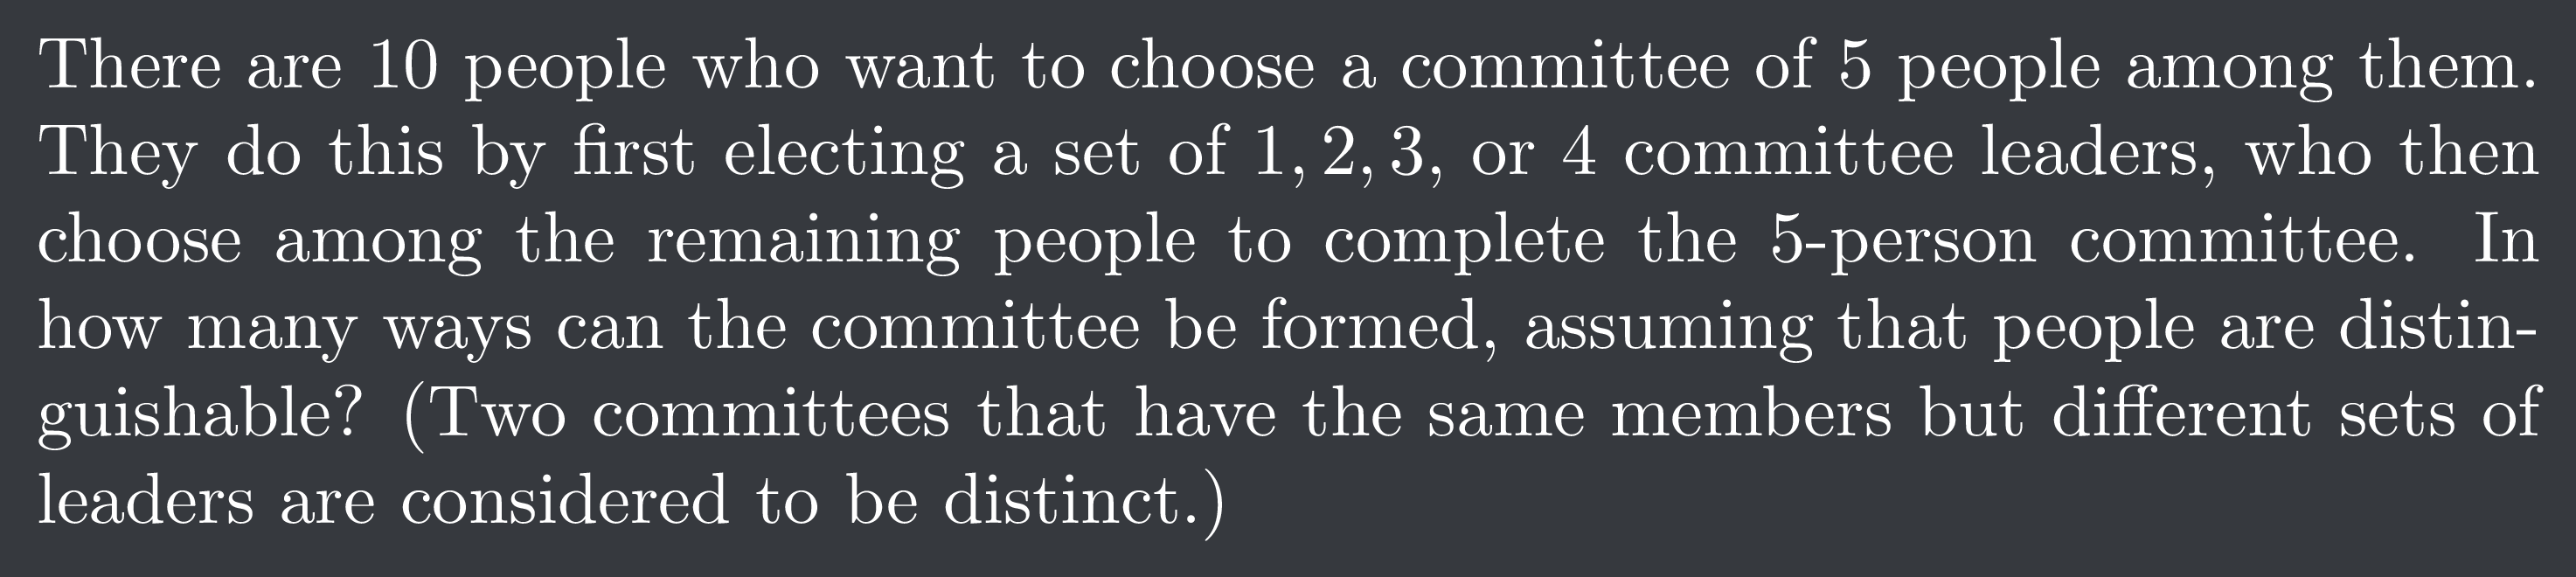 There are 10 people who want to choose a committee of 5 people among them.
They do this by first electing a set of 1, 2, 3, or 4 committee leaders, who then
choose among the remaining people to complete the 5-person committee. In
how many ways can the committee be formed, assuming that people are distin-
guishable? (Two committees that have the same members but different sets of
leaders are considered to be distinct.)